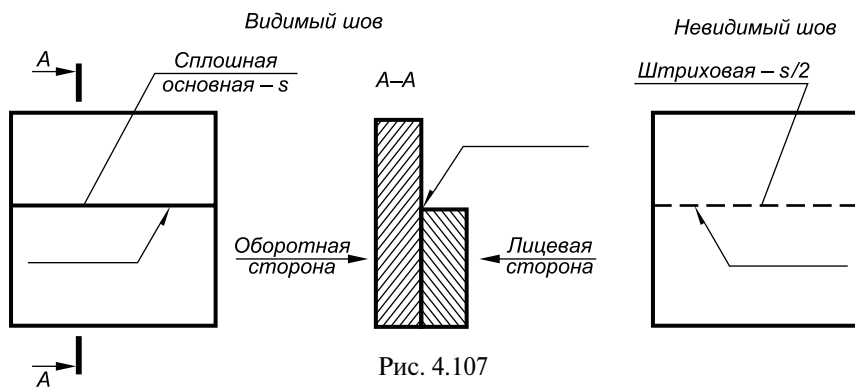 Видимый шов
Невидимый шов
А
Сплошная
основная – s
А–А
Штриховая – s/2
Оборотная
сторона
Лицевая
сторона
А
Рис. 4.107